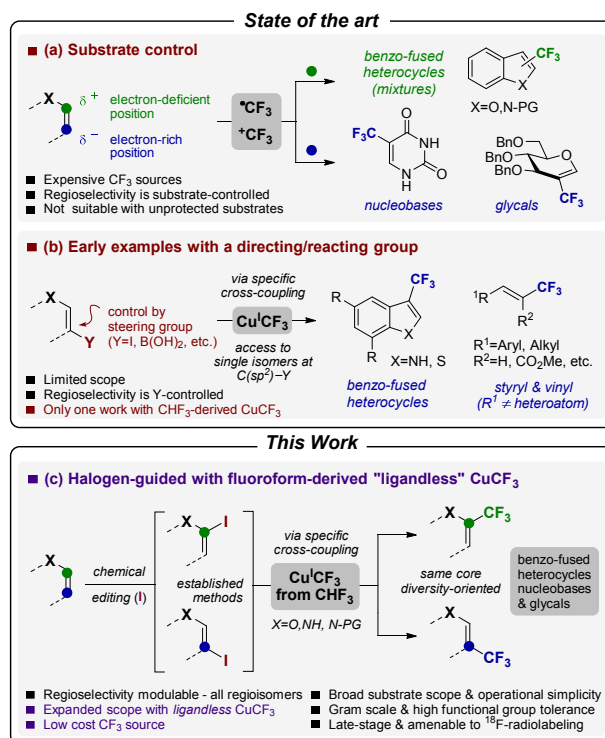 State of the art
■ (a) Substrate control
X
δ+ electron-deficient position
δ− electron-rich position
•CF3
+CF3
benzo-fused heterocycles (mixtures)
CF3
X
X=O,N-PG
F3C
O
NH
N
H
O
nucleobases
BnO
BnO
BnO
O
CF3
glycals
■ Expensive CF3 sources
■ Regioselectivity is substrate-controlled
■ Not suitable with unprotected substrates
■ (b) Early examples with a directing/reacting group
X
Y
control by steering group (Y=I, B(OH)2, etc.)
via specific cross-coupling
CuICF3
access to single isomers at C(sp2)−Y
CF3
R
R
X
X=NH, S
benzo-fused heterocycles
1R
CF3
R2
R1=Aryl, Alkyl
R2=H, CO2Me, etc.
styryl & vinyl
(R1 ≠ heteroatom)
■ Limited scope
■ Regioselectivity is Y-controlled
■ Only one work with CHF3-derived CuCF3
This Work
■ (c) Halogen-guided with fluoroform-derived "ligandless" CuCF3
X
chemical editing (I)
X
I
established methods
X
I
via specific cross-coupling
CuICF3 from CHF3
X=O,NH, N-PG
X
CF3
same core diversity-oriented
X
CF3
benzo-fused heterocycles nucleobases & glycals
■ Regioselectivity modulable - all regioisomers
■ Expanded scope with ligandless CuCF3
■ Low cost CF3 source
■ Broad substrate scope & operational simplicity
■ Gram scale & high functional group tolerance
■ Late-stage & amenable to 18F-radiolabeling